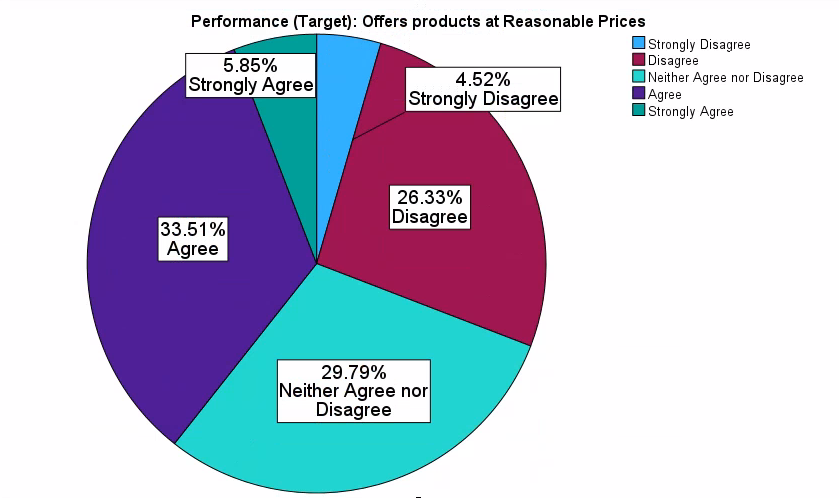 Performance (Target): Offers products at Reasonable Prices
Strongly Disagree
Disagree
Neither Agree nor Disagree
Agree
Strongly Agree
5.85%
Strongly Agree
4.52%
Strongly Disagree
26.33%
Disagree
33.51%
Agree
29.79%
Neither Agree nor
Disagree